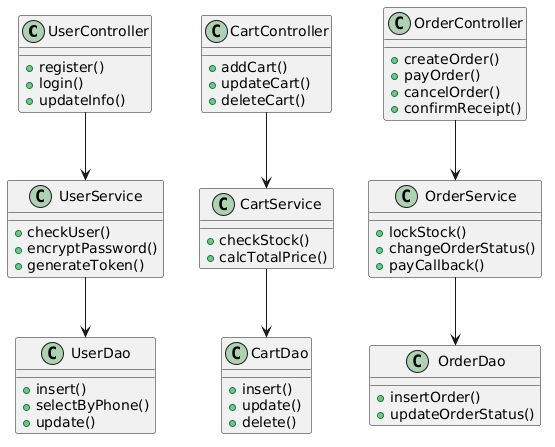 C UserController
+ register()
+ login()
+ updateInfo()
C CartController
+ addCart()
+ updateCart()
+ deleteCart()
C OrderController
+ createOrder()
+ payOrder()
+ cancelOrder()
+ confirmReceipt()
C UserService
+ checkUser()
+ encryptPassword()
+ generateToken()
C CartService
+ checkStock()
+ calcTotalPrice()
C OrderService
+ lockStock()
+ changeOrderStatus()
+ payCallback()
C UserDao
+ insert()
+ selectByPhone()
+ update()
C CartDao
+ insert()
+ update()
+ delete()
C OrderDao
+ insertOrder()
+ updateOrderStatus()